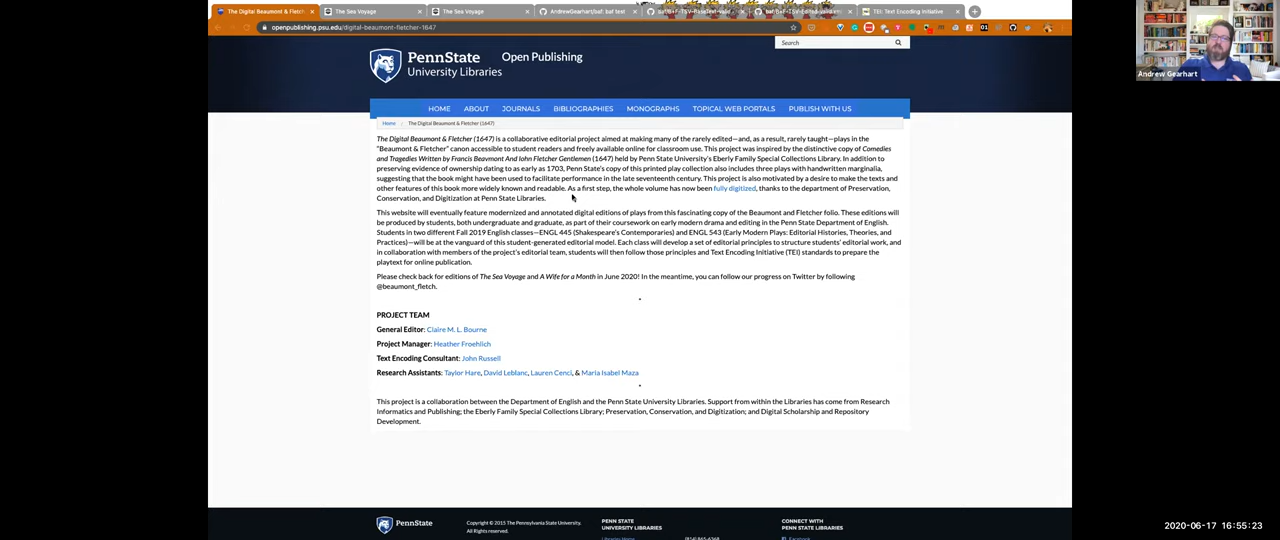 The Digital Beaumont & Fletch
The Sea Voyage
The Sea Voyage
AndrewGearhart/baf: baf text
TEI: Text Encoding Initiative
openpublishing.psu.edu/digital-beaumont-fletcher-1647
Andrew Gearhart
Search
PennState
University Libraries
Open Publishing
HOME ABOUT JOURNALS BIBLIOGRAPHIES MONOGRAPHS TOPICAL WEB PORTALS PUBLISH WITH US
Home / The Digital Beaumont & Fletcher (1647)
The Digital Beaumont & Fletcher (1647) is a collaborative editorial project aimed at making many of the rarely edited—and, as a result, rarely taught—plays in the
"Beaumont & Fletcher" canon accessible to student readers and freely available online for classroom use. This project was inspired by the distinctive copy of Comedies
and Tragedies Written by Francis Beavmont And Iohn Fletcher Gentlemen (1647) held by Penn State University's Eberly Family Special Collections Library. In addition to
preserving evidence of ownership dating to as early as 1703, Penn State's copy of this printed play collection also includes three plays with handwritten marginalia,
suggesting that the book might have been used to facilitate performance in the late seventeenth century. This project is also motivated by a desire to make the texts and
other features of this book more widely known and readable. As a first step, the whole volume has now been fully digitized, thanks to the department of Preservation,
Conservation, and Digitization at Penn State Libraries.
This website will eventually feature modernized and annotated digital editions of plays from this fascinating copy of the Beaumont and Fletcher folio. These editions will
be produced by students, both undergraduate and graduate, as part of their coursework on early modern drama and editing in the Penn State Department of English.
Students in two different Fall 2019 English classes—ENGL 445 (Shakespeare's Contemporaries) and ENGL 543 (Early Modern Plays: Editorial Histories, Theories, and
Practices)—will be at the vanguard of this student-generated editorial model. Each class will develop a set of editorial principles to structure students' editorial work, and
in collaboration with members of the project's editorial team, students will then follow those principles and Text Encoding Initiative (TEI) standards to prepare the
playtext for online publication.
Please check back for editions of The Sea Voyage and A Wife for a Month in June 2020! In the meantime, you can follow our progress on Twitter by following
@beaumont_fletch.
*
PROJECT TEAM
General Editor: Claire M. L. Bourne
Project Manager: Heather Froehlich
Text Encoding Consultant: John Russell
Research Assistants: Taylor Hare, David Leblanc, Lauren Cenci, & Marla Isabel Maza
*
This project is a collaboration between the Department of English and the Penn State University Libraries. Support from within the Libraries has come from Research
Informatics and Publishing; the Eberly Family Special Collections Library; Preservation, Conservation, and Digitization; and Digital Scholarship and Repository
Development.
PennState
Copyright © 2015 The Pennsylvania State University.
All Rights reserved.
PENN STATE
UNIVERSITY LIBRARIES
CONNECT WITH
PENN STATE LIBRARIES
2020-06-17 16:55:23